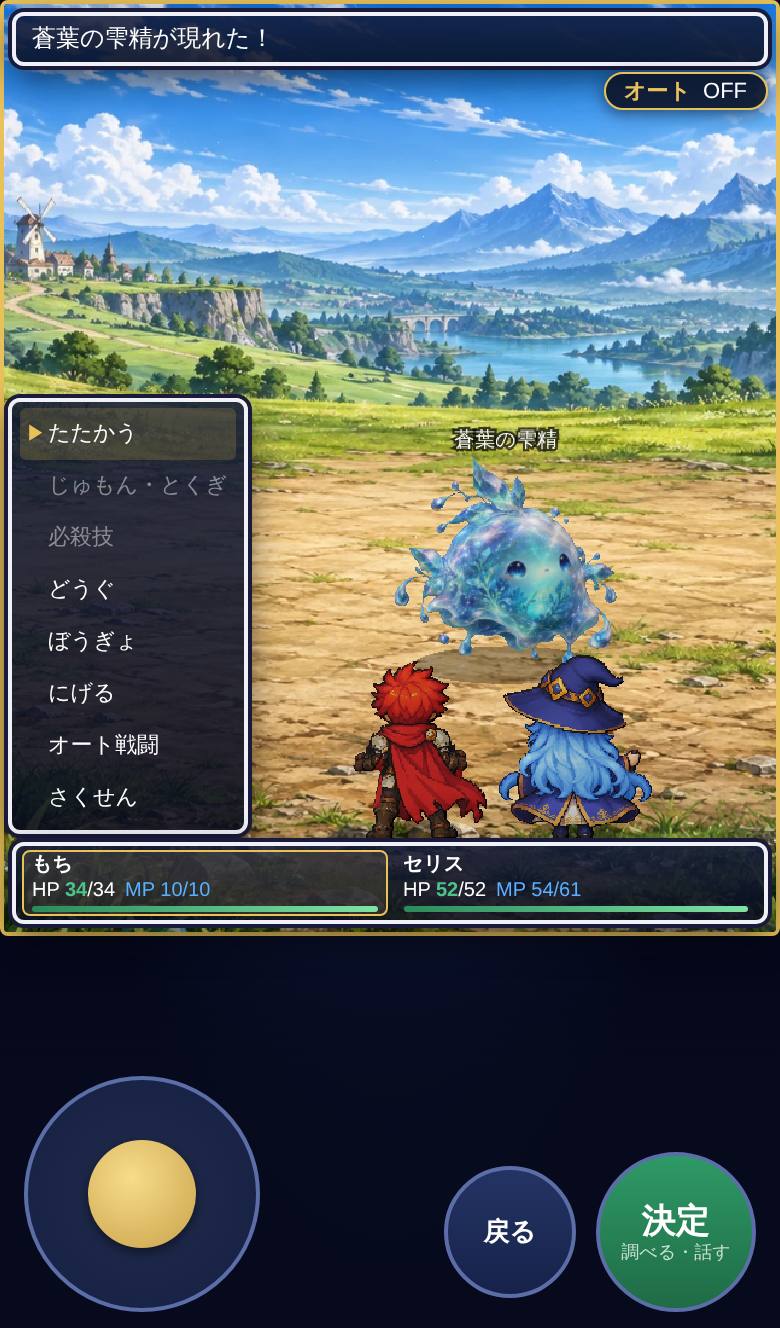 蒼葉の雫精が現れた！
オート OFF
たたかう
じゅもん・とくぎ
必殺技
どうぐ
ぼうぎょ
にげる
オート戦闘
さくせん
蒼葉の雫精
もち
HP 34/34 MP 10/10
セリス
HP 52/52 MP 54/61
戻る
決定
調べる・話す